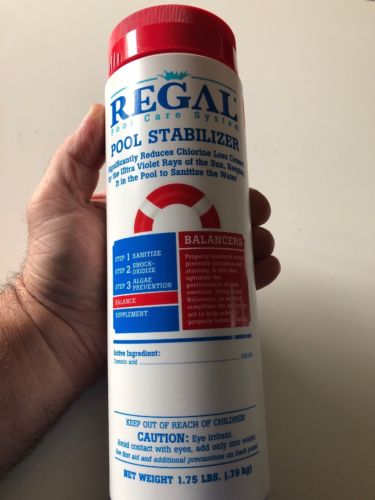 REGAL
Pool Care System
POOL STABILIZER
Significantly Reduces Chlorine Loss Caused
by the Ultra Violet Rays of the Sun, Keeping
It in the Pool to Sanitize the Water
STEP 1 SANITIZE
STEP 2 SHOCK-
OXIDIZE
STEP 3 ALGAE
PREVENTION
BALANCE
SUPPLEMENT
BALANCERS
Properly balanced water
prevents corrosion and
staining. It will also
optimize the
performance of your
sanitizer.
Balancers,
simplifies the
act to help
properly
Active Ingredient:
acid 100.0%
KEEP OUT OF REACH OF CHILDREN
CAUTION: Eye irritant.
Avoid contact with eyes, add only into water.
See first aid and additional precautions on back panel
NET WEIGHT 1.75 LBS. (.79 kg)